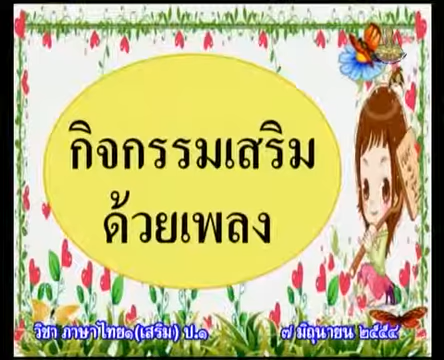 กิจกรรมเสริม
ด้วยเพลง
วิชา ภาษาไทย๑(เสริม) ป.๑ ๗ มิถุนายน ๒๕๕๔